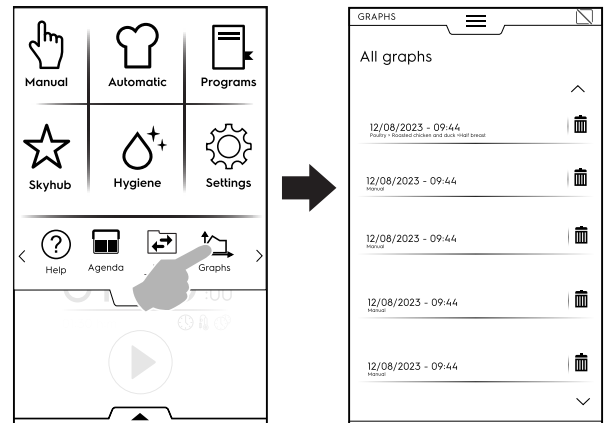 Manual Automatic Programs
Skyhub Hygiene Settings
? Help Agenda Graphs
:00
GRAPHS
All graphs
12/08/2023 - 09:44
Poultry > Roasted chicken and duck >Half breast
12/08/2023 - 09:44
Manual
12/08/2023 - 09:44
Manual
12/08/2023 - 09:44
Manual
12/08/2023 - 09:44
Manual